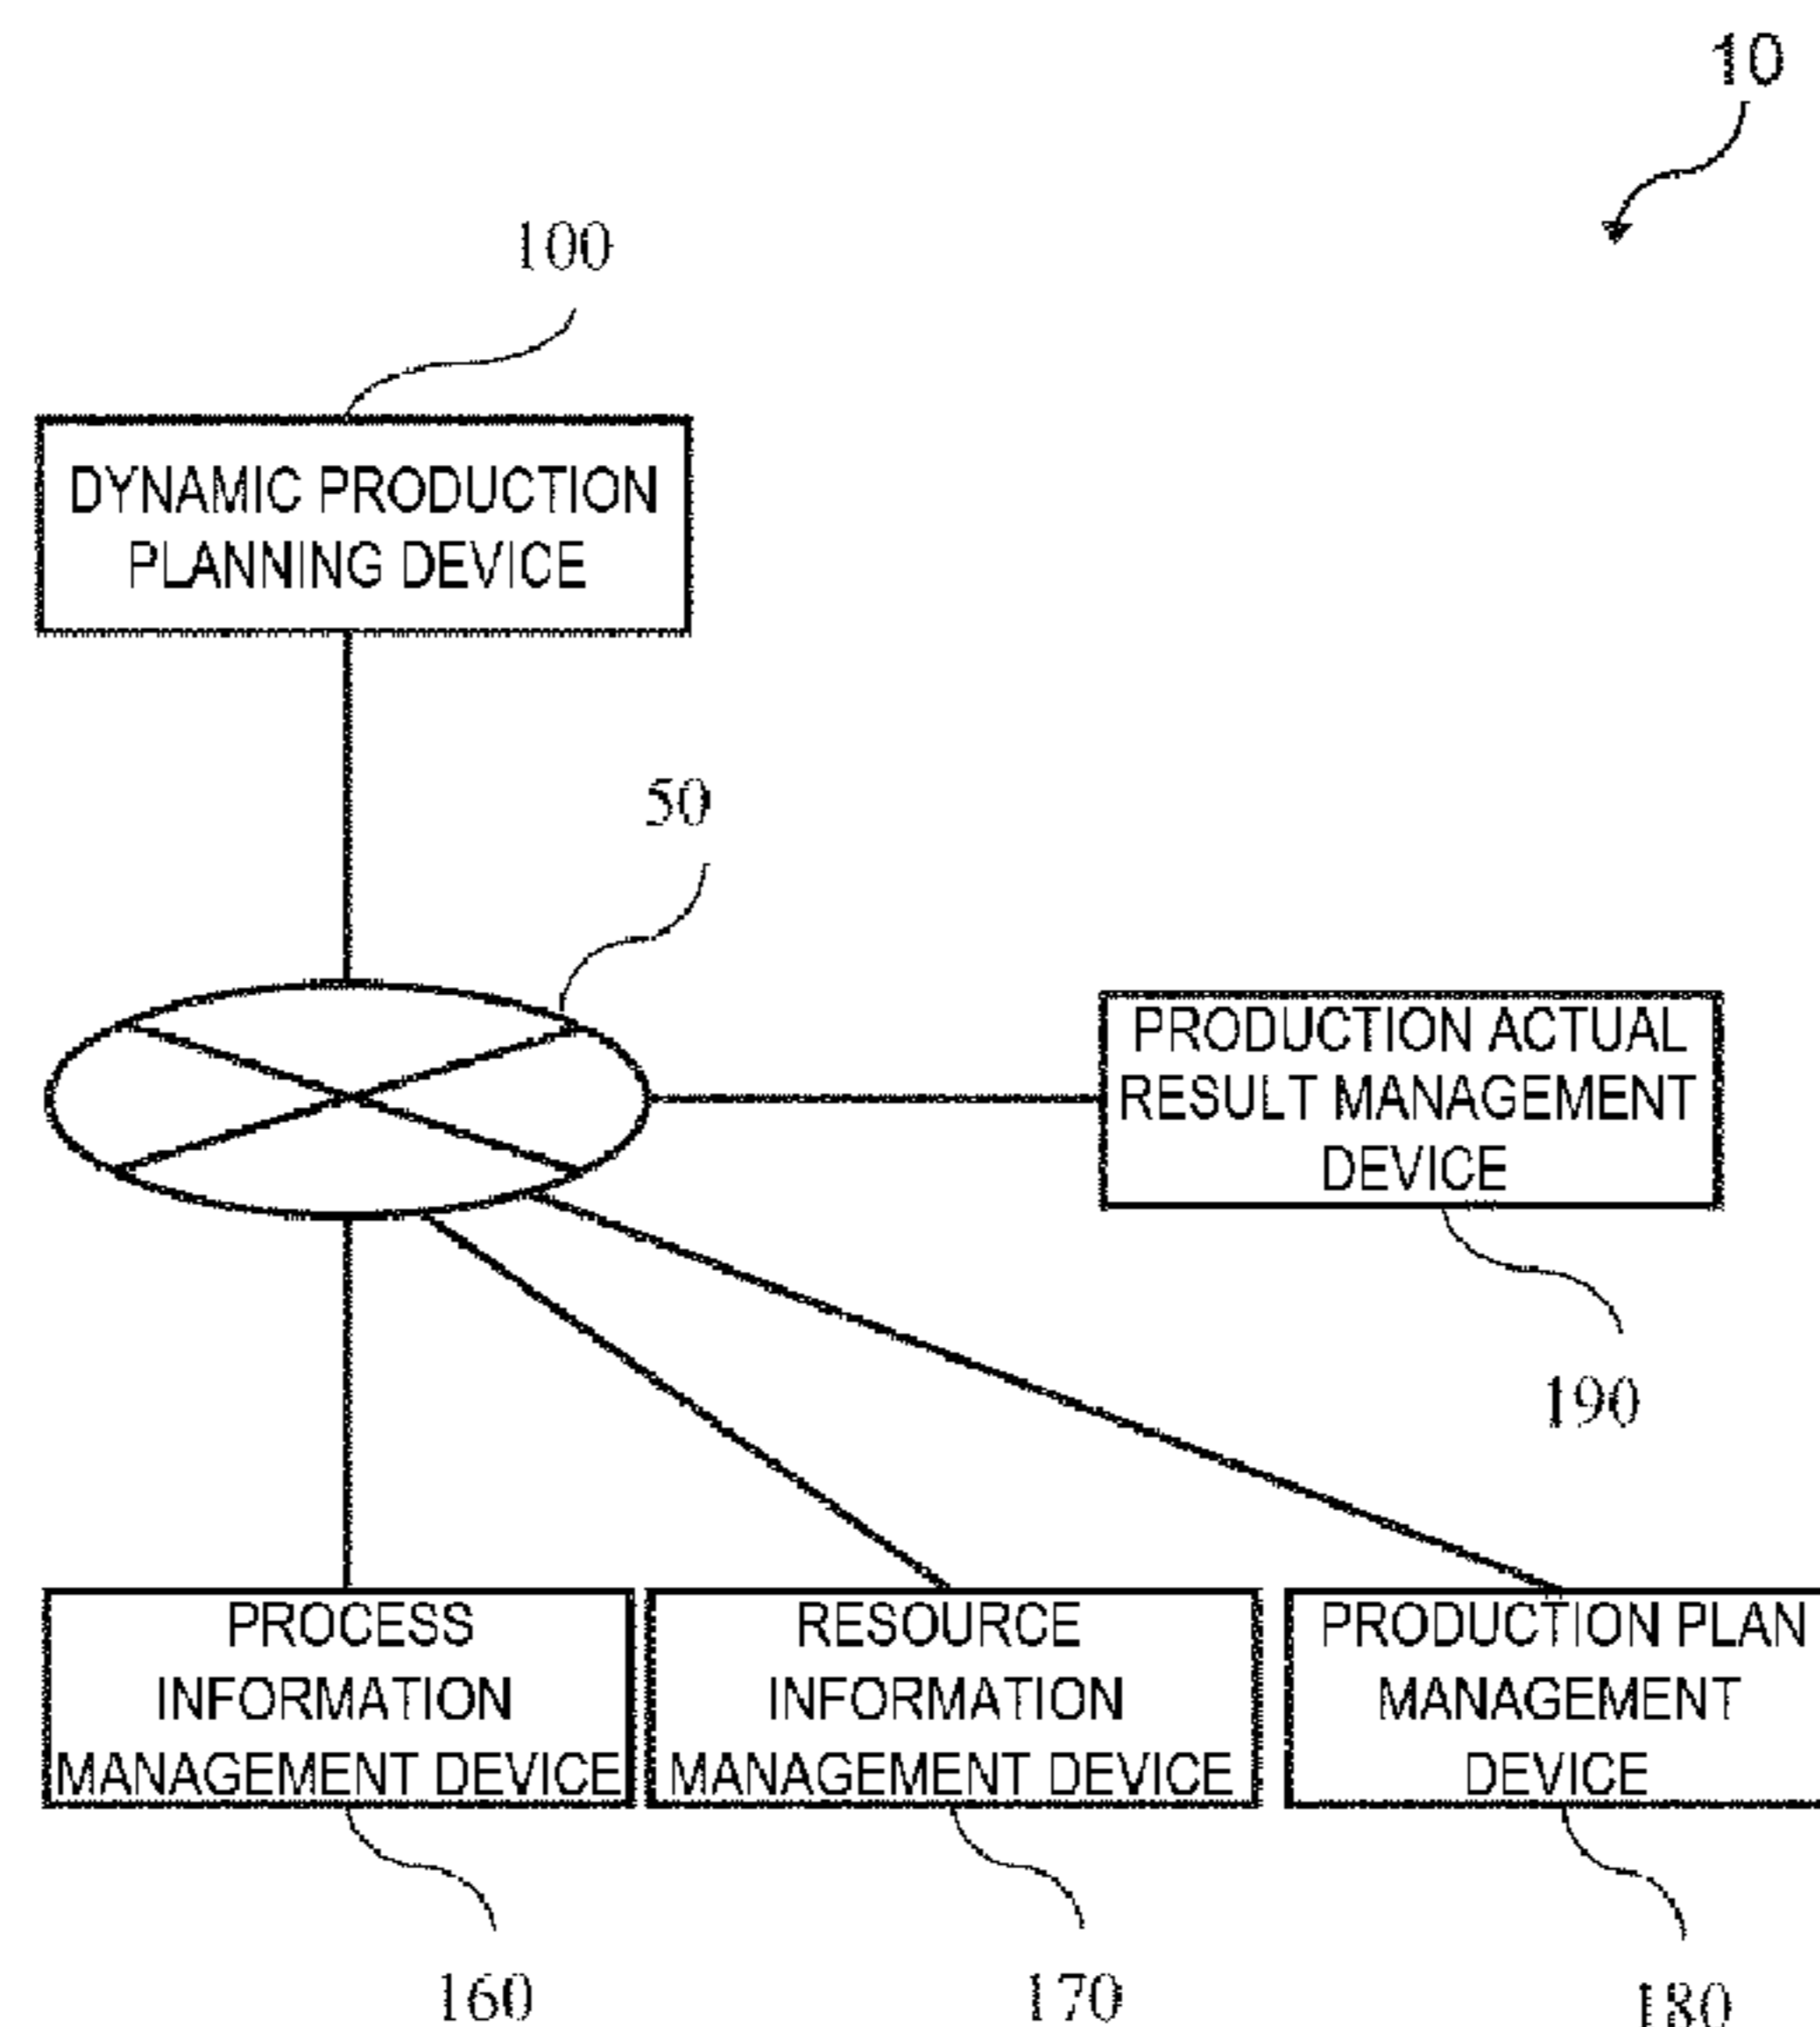 10
100
DYNAMIC PRODUCTION
PLANNING DEVICE
50
PRODUCTION ACTUAL
RESULT MANAGEMENT
DEVICE
190
PROCESS
INFORMATION
MANAGEMENT DEVICE
RESOURCE
INFORMATION
MANAGEMENT DEVICE
PRODUCTION PLAN
MANAGEMENT
DEVICE
160
170
180